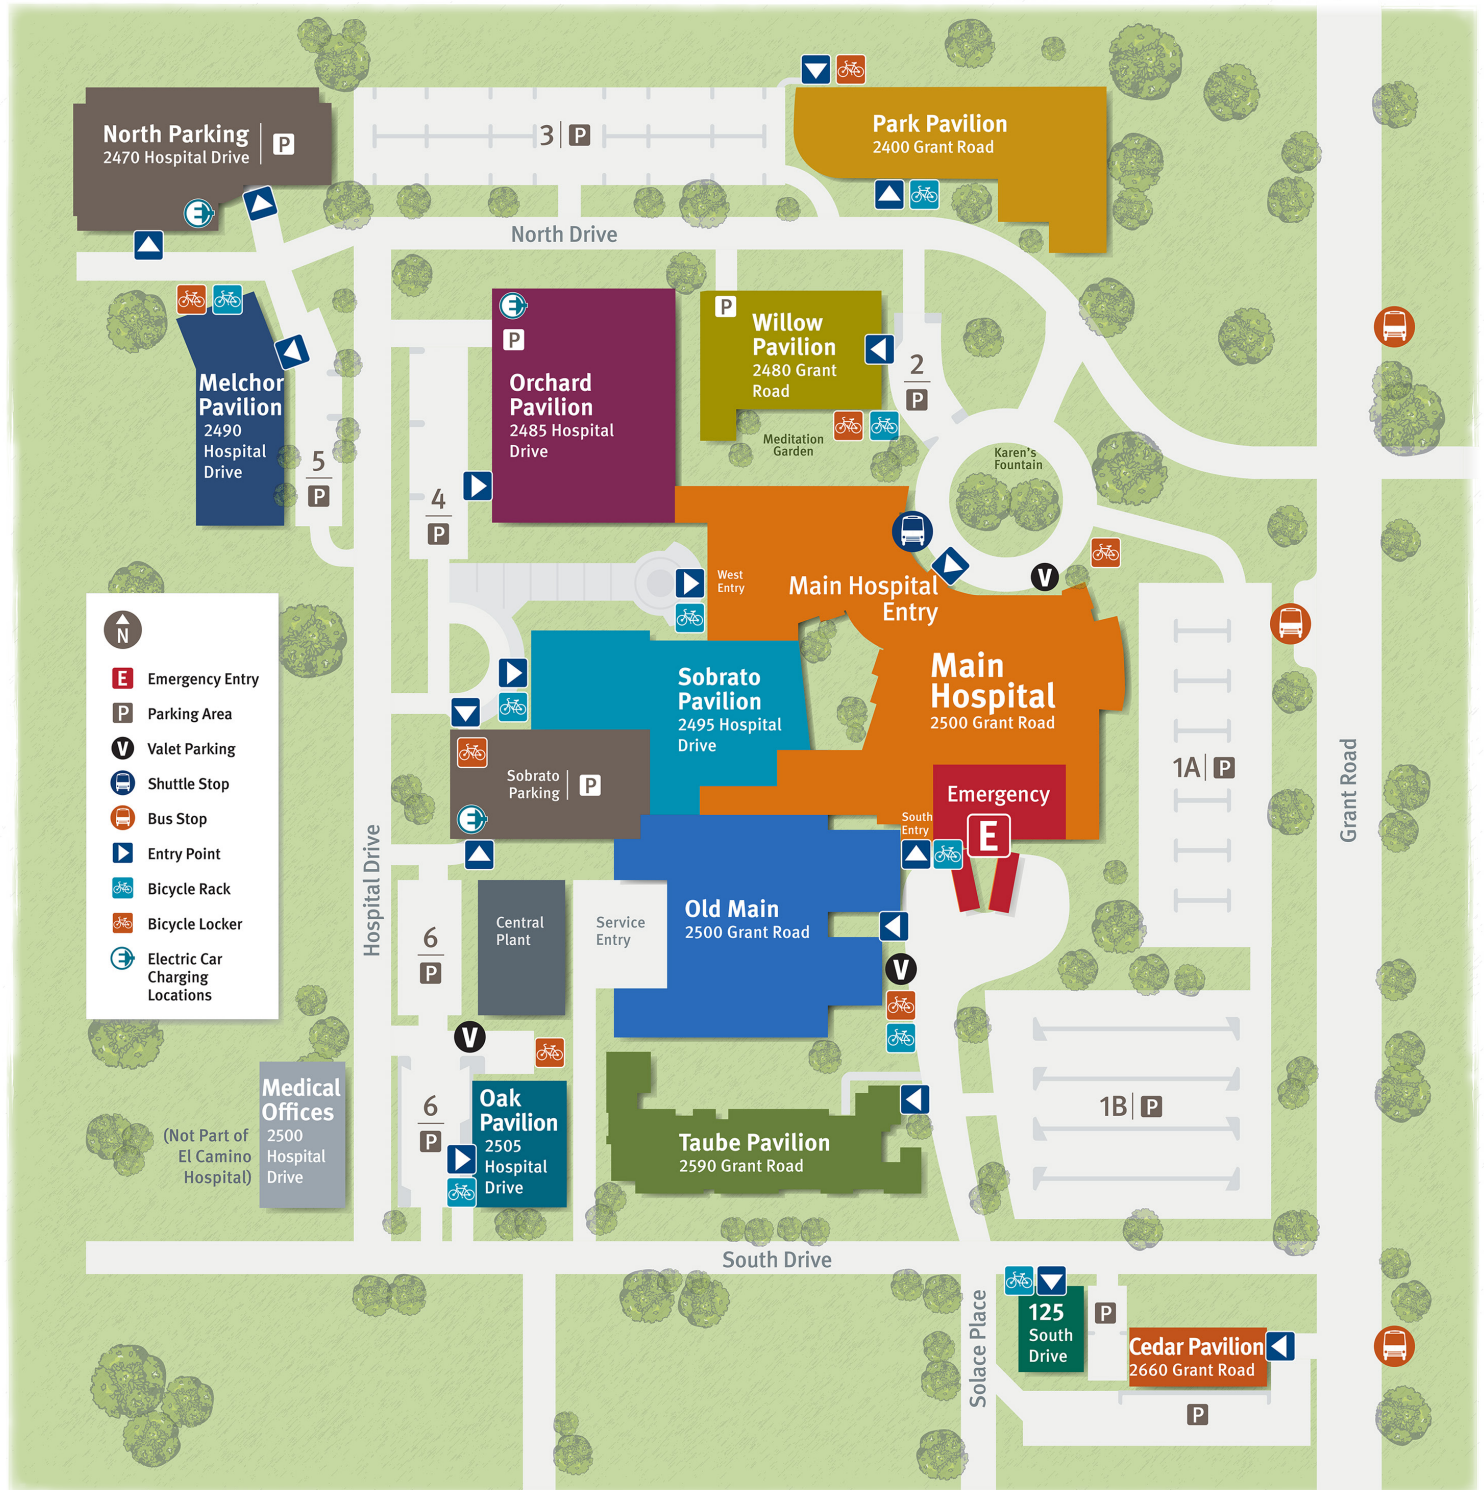 North Parking
2470 Hospital Drive
P
3
P
Park Pavilion
2400 Grant Road
North Drive
E
E
P
Orchard
Pavilion
2485 Hospital
Drive
P
Willow
Pavilion
2480 Grant
Road
2
P
Meditation
Garden
Karen's
Fountain
Melchor
Pavilion
2490
Hospital
Drive
5
P
4
P
West
Entry
Main Hospital
Entry
V
Main
Hospital
2500 Grant Road
Sobrato
Pavilion
2495 Hospital
Drive
Sobrato
Parking
P
E
1A
P
Grant Road
Emergency
E
South
Entry
N
E
Emergency Entry
P
Parking Area
V
Valet Parking
Shuttle Stop
Bus Stop
Entry Point
Bicycle Rack
Bicycle Locker
E
Electric Car
Charging
Locations
Hospital Drive
6
P
Central
Plant
Service
Entry
Old Main
2500 Grant Road
V
V
Medical
Offices
2500
Hospital
Drive
(Not Part of
El Camino
Hospital)
6
P
Oak
Pavilion
2505
Hospital
Drive
Taube Pavilion
2590 Grant Road
1B
P
South Drive
Solace Place
125
South
Drive
P
Cedar Pavilion
2660 Grant Road
P